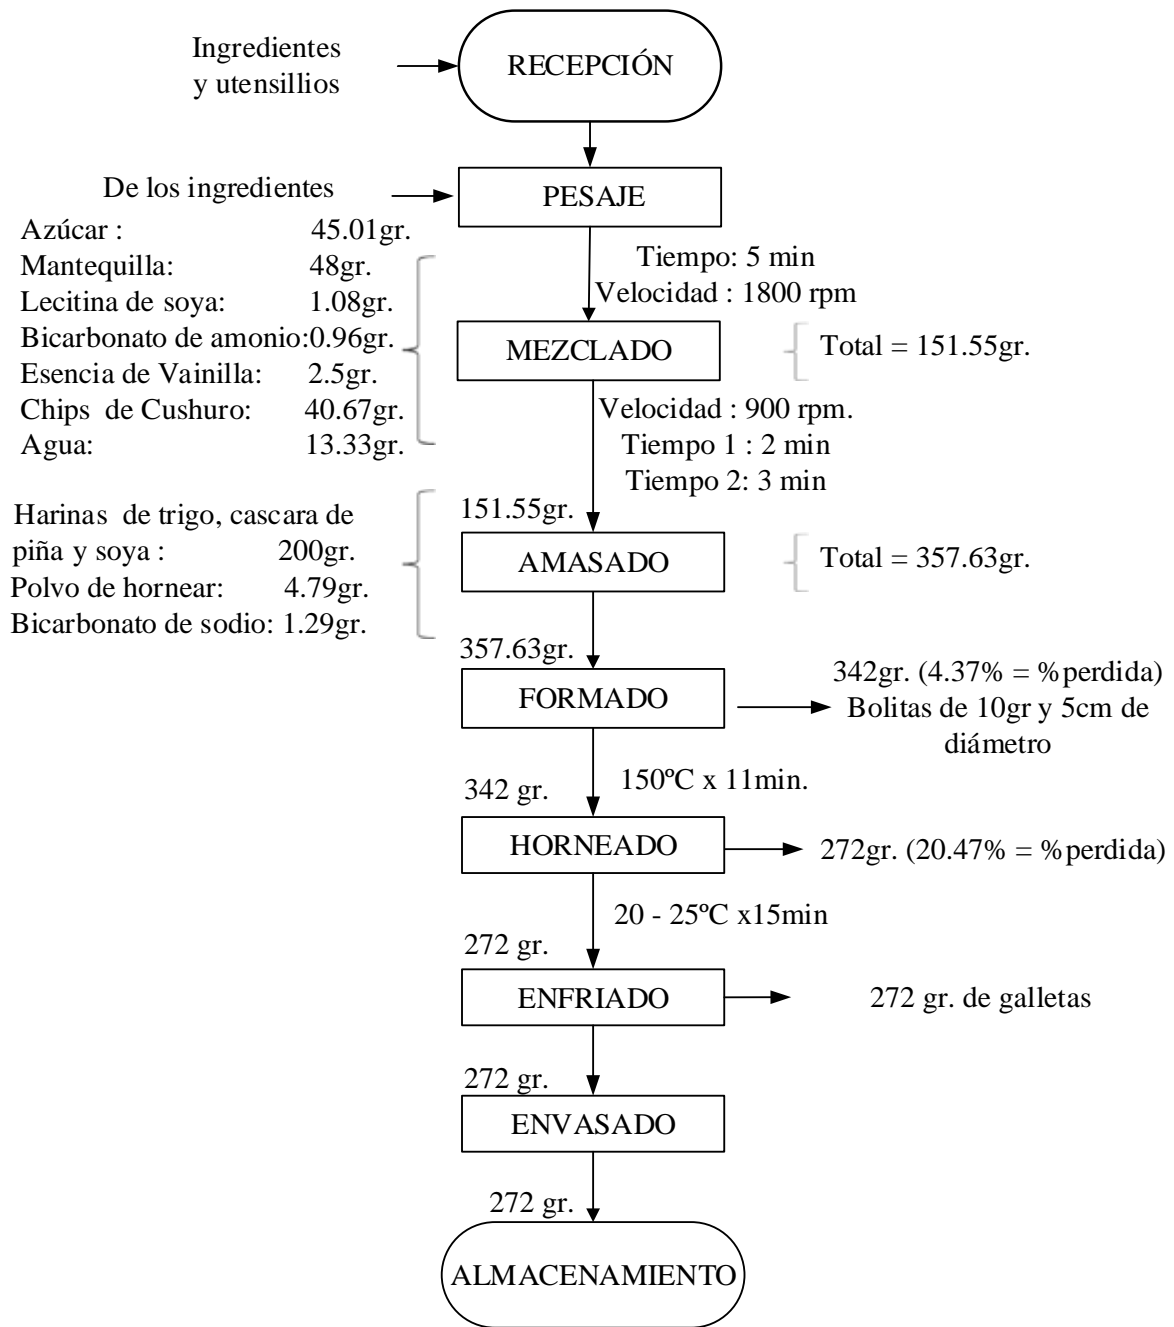 Ingredientes
y utensillios
RECEPCIÓN
De los ingredientes
PESAJE
Azúcar : 45.01gr.
Mantequilla: 48gr.
Lecitina de soya: 1.08gr.
Bicarbonato de amonio:0.96gr.
Esencia de Vainilla: 2.5gr.
Chips de Cushuro: 40.67gr.
Agua: 13.33gr.
Tiempo: 5 min
Velocidad : 1800 rpm
MEZCLADO
Total = 151.55gr.
Velocidad : 900 rpm.
Tiempo 1 : 2 min
Tiempo 2: 3 min
151.55gr.
Harinas de trigo, cascara de
piña y soya : 200gr.
Polvo de hornear: 4.79gr.
Bicarbonato de sodio: 1.29gr.
AMASADO
Total = 357.63gr.
357.63gr.
FORMADO
342gr. (4.37% = %perdida)
Bolitas de 10gr y 5cm de
diámetro
342 gr.
150ºC x 11min.
HORNEADO
272gr. (20.47% = %perdida)
20 - 25ºC x15min
272 gr.
ENFRIADO
272 gr. de galletas
272 gr.
ENVASADO
272 gr.
ALMACENAMIENTO